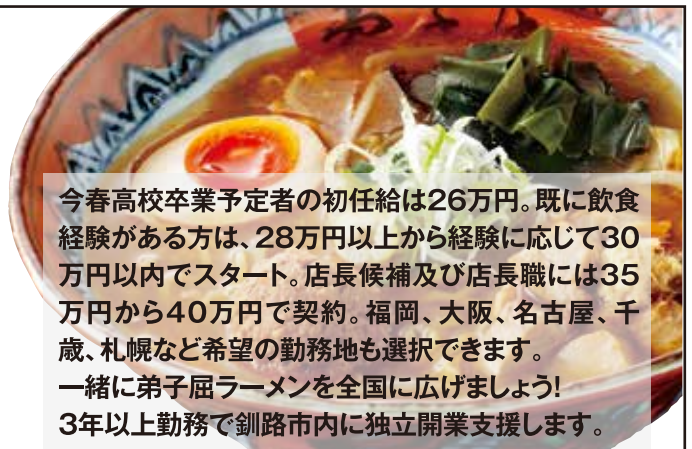 今春高校卒業予定者の初任給は26万円。既に飲食
経験がある方は、28万円以上から経験に応じて30
万円以内でスタート。店長候補及び店長職には35
万円から40万円で契約。福岡、大阪、名古屋、千
歳、札幌など希望の勤務地も選択できます。
一緒に弟子屈ラーメンを全国に広げましょう!
3年以上勤務で釧路市内に独立開業支援します。